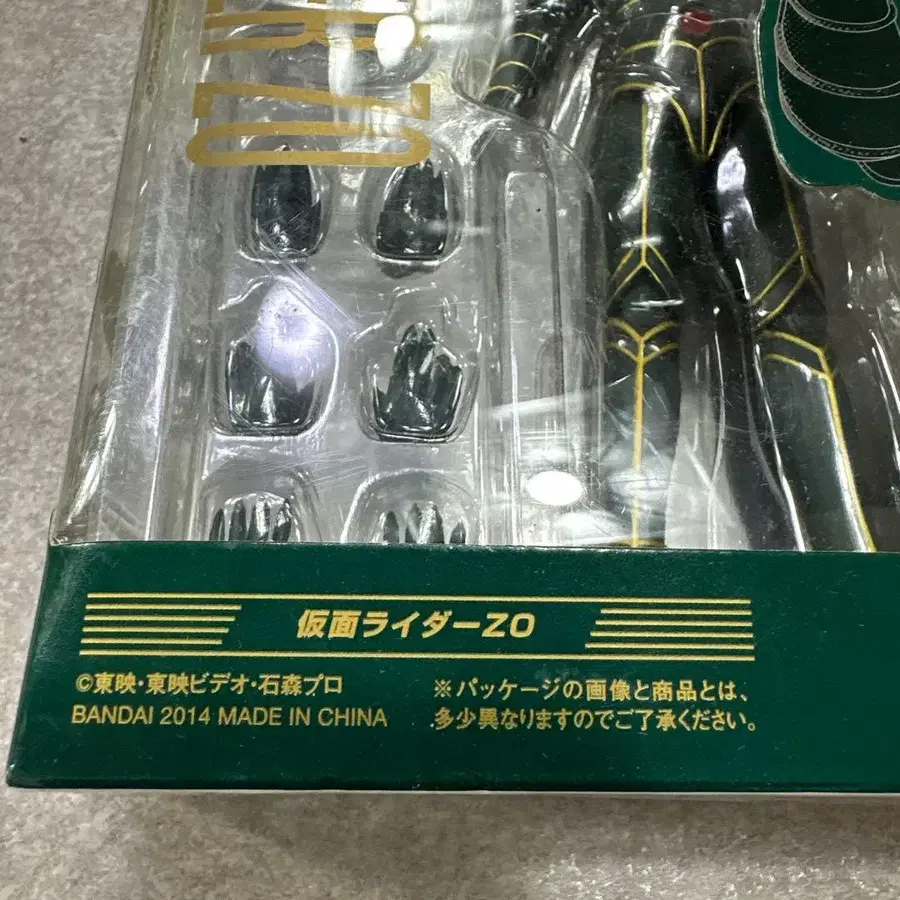 ZO
仮面ライダーZO
©東映・東映ビデオ・石森プロ
BANDAI 2014 MADE IN CHINA
※パッケージの画像と商品とは、
多少異なりますのでご了承ください。